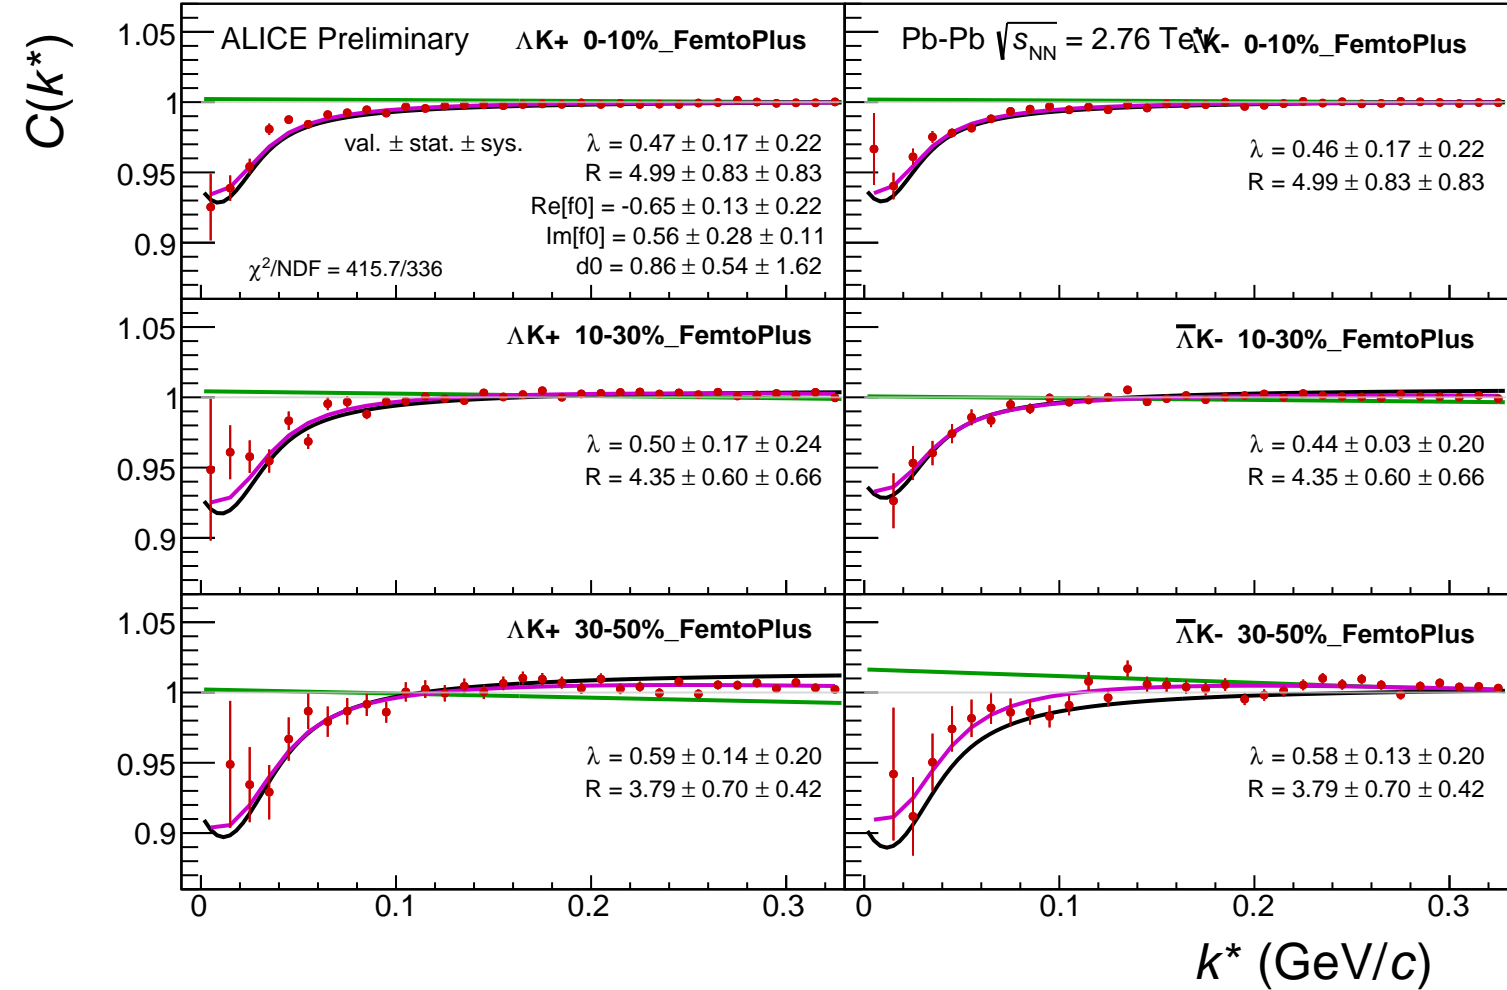 C(k*)
ALICE Preliminary ΛK+ 0-10%_FemtoPlus
val. ± stat. ± sys.
λ = 0.47 ± 0.17 ± 0.22
R = 4.99 ± 0.83 ± 0.83
Re[f0] = -0.65 ± 0.13 ± 0.22
Im[f0] = 0.56 ± 0.28 ± 0.11
χ²/NDF = 415.7/336
d0 = 0.86 ± 0.54 ± 1.62
1.05
1
0.95
0.9
Pb-Pb √sNN = 2.76 TeV K- 0-10%_FemtoPlus
λ = 0.46 ± 0.17 ± 0.22
R = 4.99 ± 0.83 ± 0.83
ΛK+ 10-30%_FemtoPlus
λ = 0.50 ± 0.17 ± 0.24
R = 4.35 ± 0.60 ± 0.66
1.05
1
0.95
0.9
Λ̅K- 10-30%_FemtoPlus
λ = 0.44 ± 0.03 ± 0.20
R = 4.35 ± 0.60 ± 0.66
ΛK+ 30-50%_FemtoPlus
λ = 0.59 ± 0.14 ± 0.20
R = 3.79 ± 0.70 ± 0.42
1.05
1
0.95
0.9
Λ̅K- 30-50%_FemtoPlus
λ = 0.58 ± 0.13 ± 0.20
R = 3.79 ± 0.70 ± 0.42
0 0.1 0.2 0.3
0 0.1 0.2 0.3
k* (GeV/c)